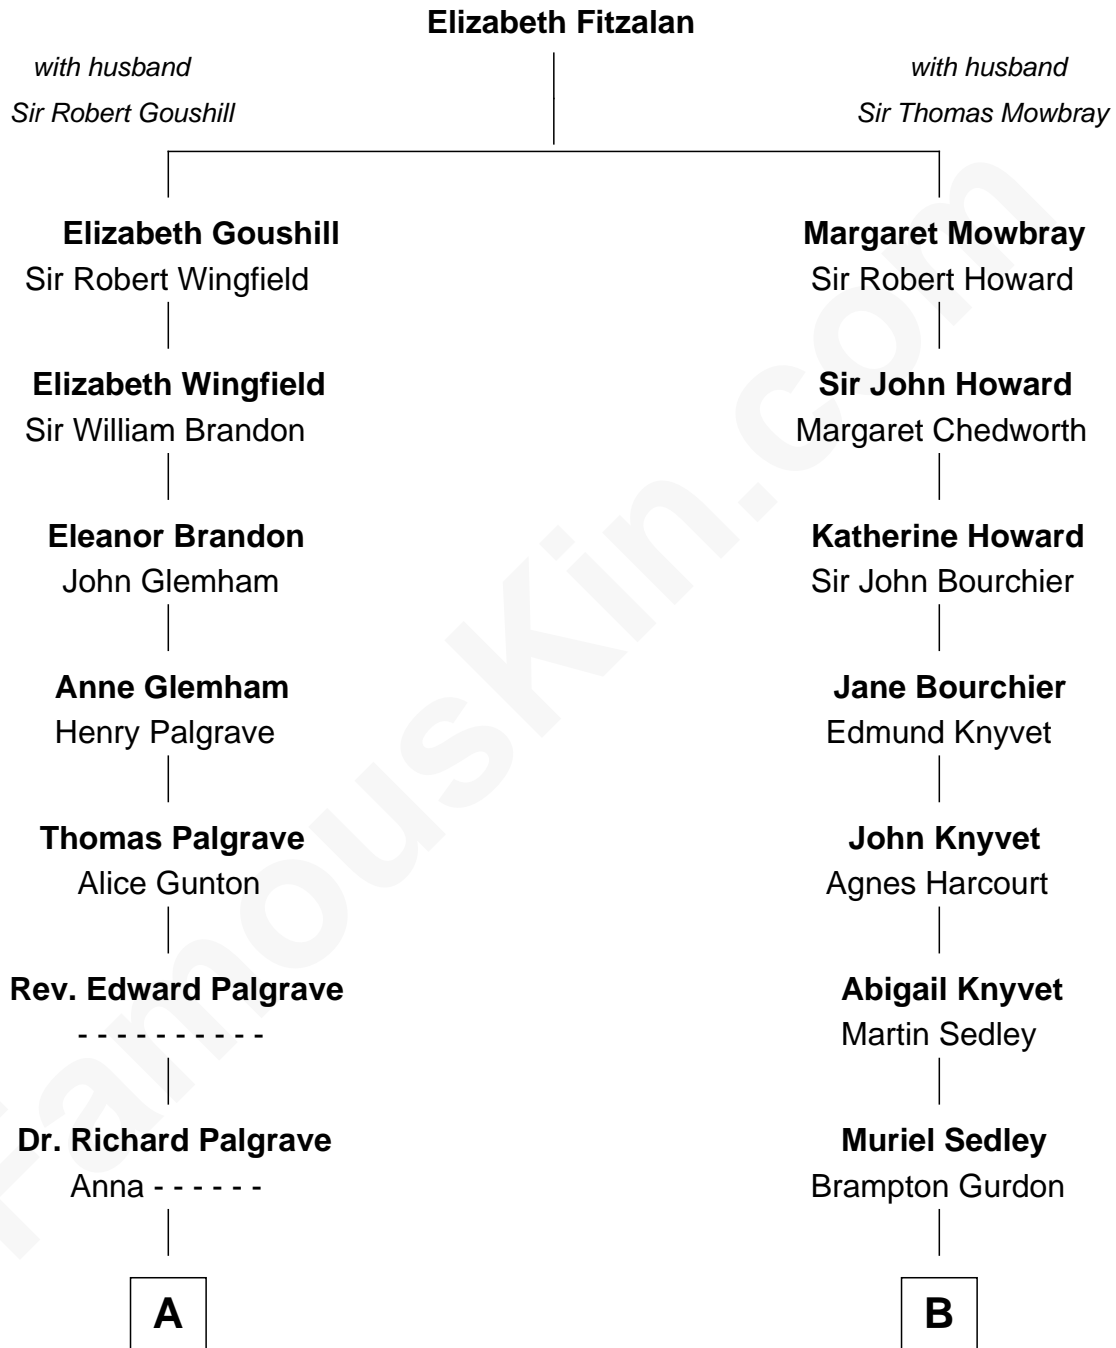 Elizabeth Fitzalan
with husband
Sir Robert Goushill
with husband
Sir Thomas Mowbray
Elizabeth Goushill
Sir Robert Wingfield
Margaret Mowbray
Sir Robert Howard
Elizabeth Wingfield
Sir William Brandon
Sir John Howard
Margaret Chedworth
Eleanor Brandon
John Glemham
Katherine Howard
Sir John Bourchier
Anne Glemham
Henry Palgrave
Jane Bourchier
Edmund Knyvet
Thomas Palgrave
Alice Gunton
John Knyvet
Agnes Harcourt
Rev. Edward Palgrave
- - - - - - - - - -
Abigail Knyvet
Martin Sedley
Dr. Richard Palgrave
Anna - - - - - -
Muriel Sedley
Brampton Gurdon
A
B
FamousKin.com